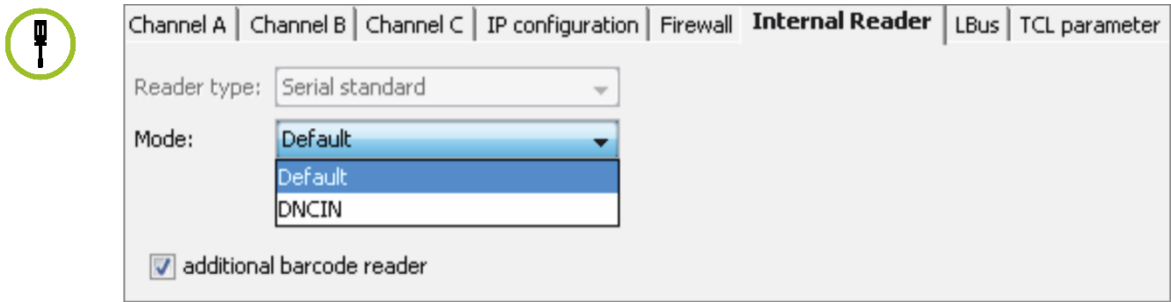 Channel A Channel B Channel C IP configuration Firewall Internal Reader LBus TCL parameter
Reader type: Serial standard
Mode: Default
Default
DNCIN
additional barcode reader